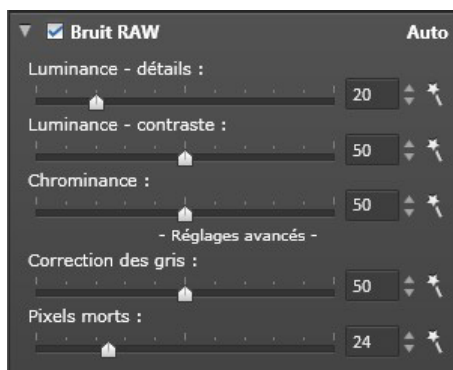 Bruit RAW Auto
Luminance - détails :
20
Luminance - contraste :
50
Chrominance :
50
- Réglages avancés -
Correction des gris :
50
Pixels morts :
24